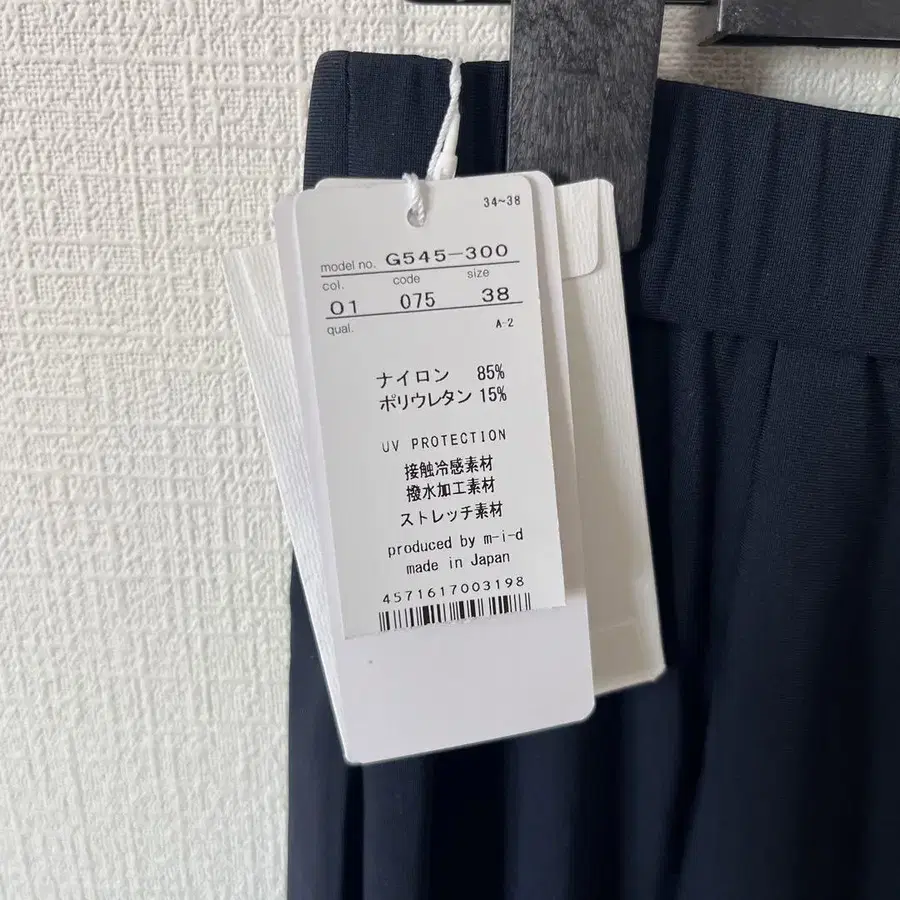 34~38
model no. G545-300
col. code size
01 075 38
qual. A-2
ナイロン 85%
ポリウレタン 15%
UV PROTECTION
接触冷感素材
撥水加工素材
ストレッチ素材
produced by m-i-d
made in Japan
4571617003198